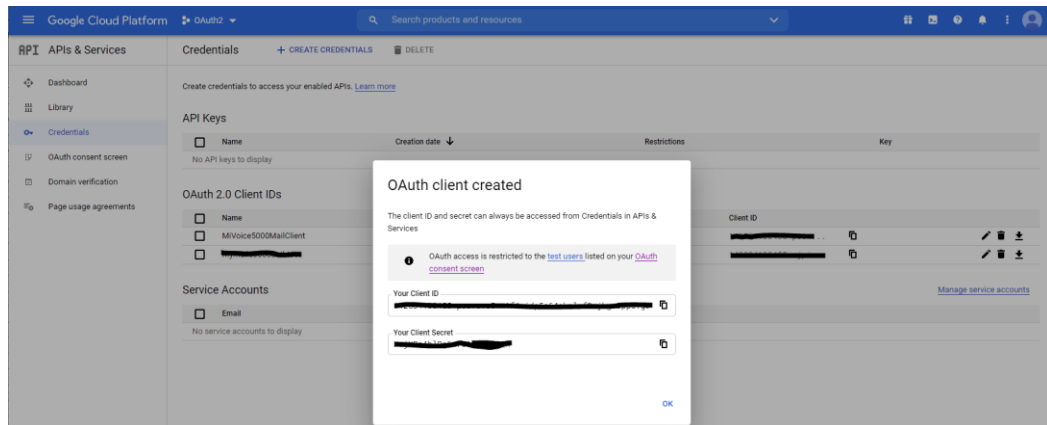 Google Cloud Platform OAuth2 Search products and resources
API APIs & Services
Credentials + CREATE CREDENTIALS DELETE
Dashboard
Library
Credentials
OAuth consent screen
Domain verification
Page usage agreements
Create credentials to access your enabled APIs. Learn more
API Keys
Name Creation date Restrictions Key
No API keys to display
OAuth 2.0 Client IDs
Name Client ID
MiVoice5000MailClient
Service Accounts Manage service accounts
Email
No service accounts to display
OAuth client created
The client ID and secret can always be accessed from Credentials in APIs &
Services
OAuth access is restricted to the test users listed on your OAuth
consent screen
Your Client ID
Your Client Secret
OK